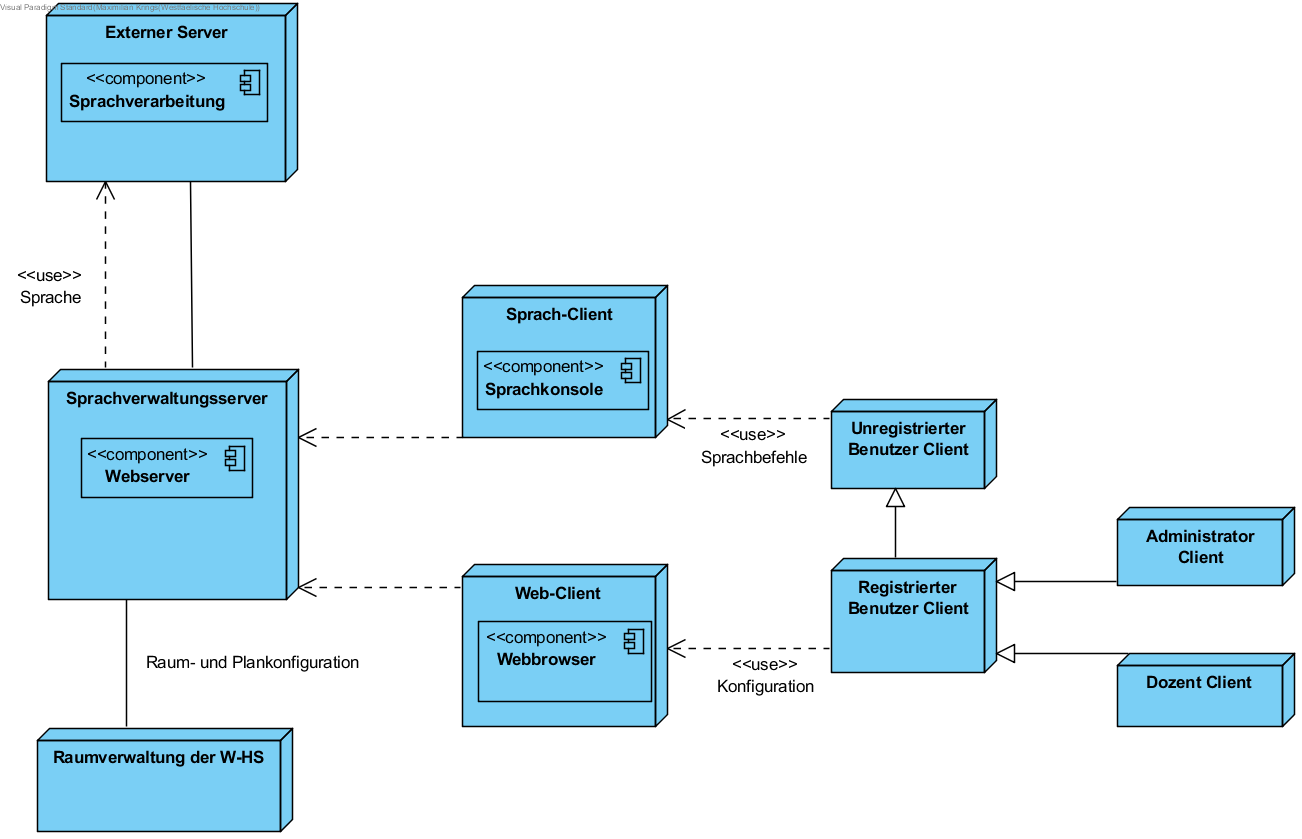 Visual Paradigm Standard(Maximilian Krings(Westfaelische Hochschule))
Externer Server
<<component>>
Sprachverarbeitung
<<use>>
Sprache
Sprachverwaltungsserver
<<component>>
Webserver
Sprach-Client
<<component>>
Sprachkonsole
<<use>>
Sprachbefehle
Unregistrierter
Benutzer Client
Administrator
Client
Registrierter
Benutzer Client
Web-Client
<<component>>
Webbrowser
<<use>>
Konfiguration
Dozent Client
Raum- und Plankonfiguration
Raumverwaltung der W-HS